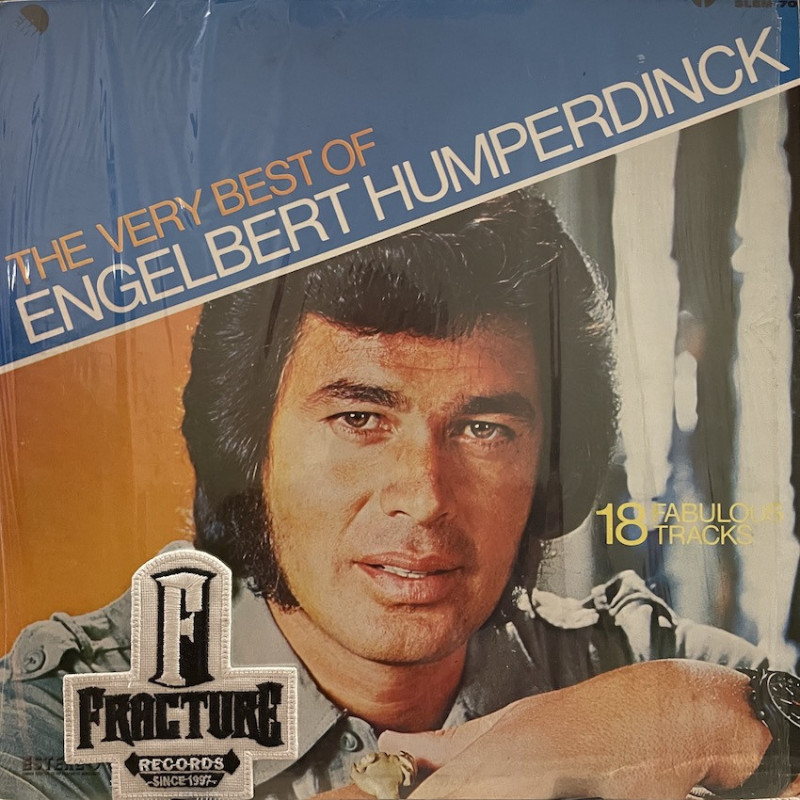 THE VERY BEST OF
ENGELBERT HUMPERDINCK
18 FABULOUS
TRACKS
F
FRACTURE
RECORDS
SINCE 1997